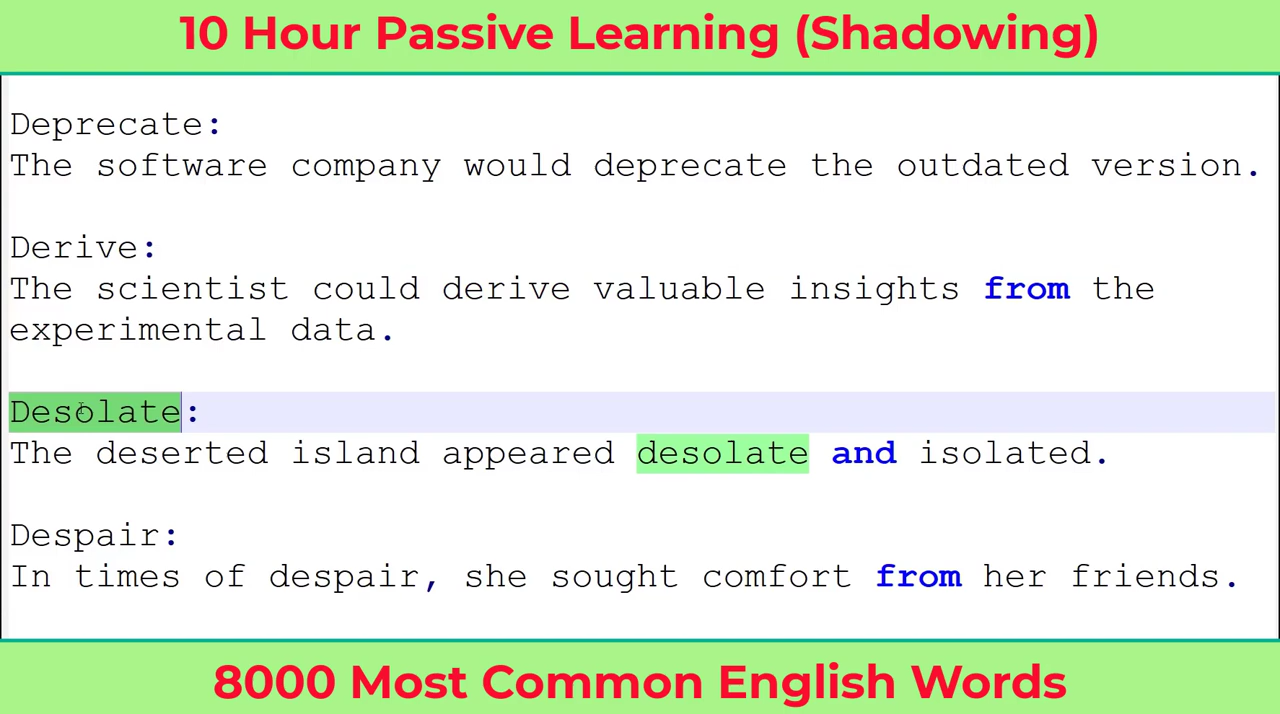 10 Hour Passive Learning (Shadowing)
Deprecate:
The software company would deprecate the outdated version.
Derive:
The scientist could derive valuable insights from the
experimental data.
Desolate:
The deserted island appeared desolate and isolated.
Despair:
In times of despair, she sought comfort from her friends.
8000 Most Common English Words